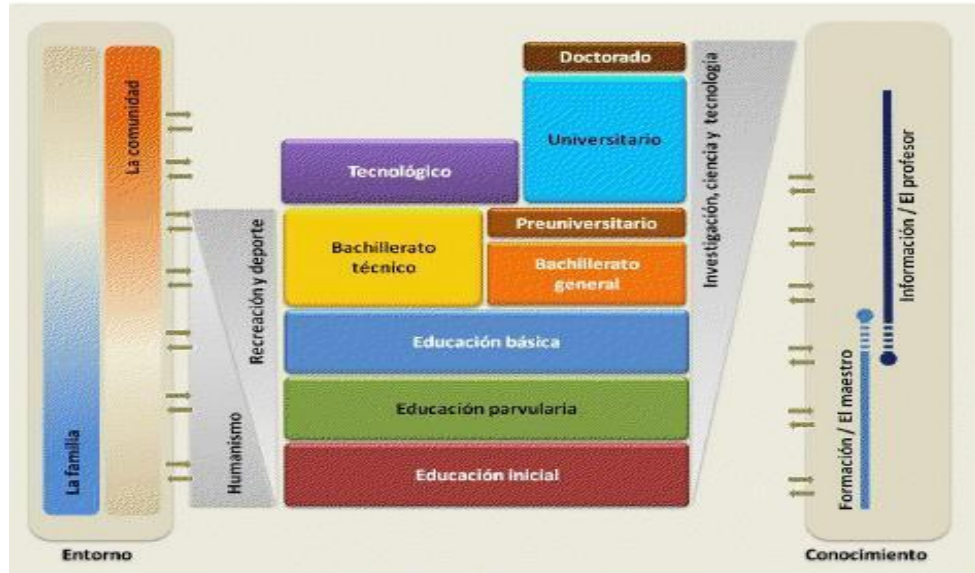 La familia
La comunidad
Entorno
Humanismo
Recreación y deporte
Doctorado
Universitario
Tecnológico
Preuniversitario
Bachillerato
técnico
Bachillerato
general
Educación básica
Educación parvularia
Educación inicial
Investigación, ciencia y tecnología
Formación / El maestro
Información / El profesor
Conocimiento